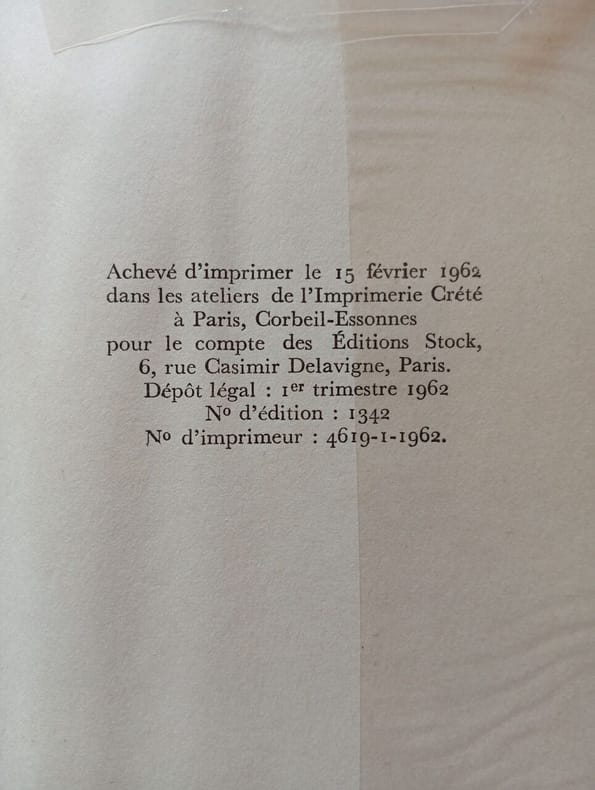 Achevé d'imprimer le 15 février 1962
dans les ateliers de l'Imprimerie Crété
à Paris, Corbeil-Essonnes
pour le compte des Éditions Stock,
6, rue Casimir Delavigne, Paris.
Dépôt légal : 1er trimestre 1962
No d'édition : 1342
No d'imprimeur : 4619-1-1962.